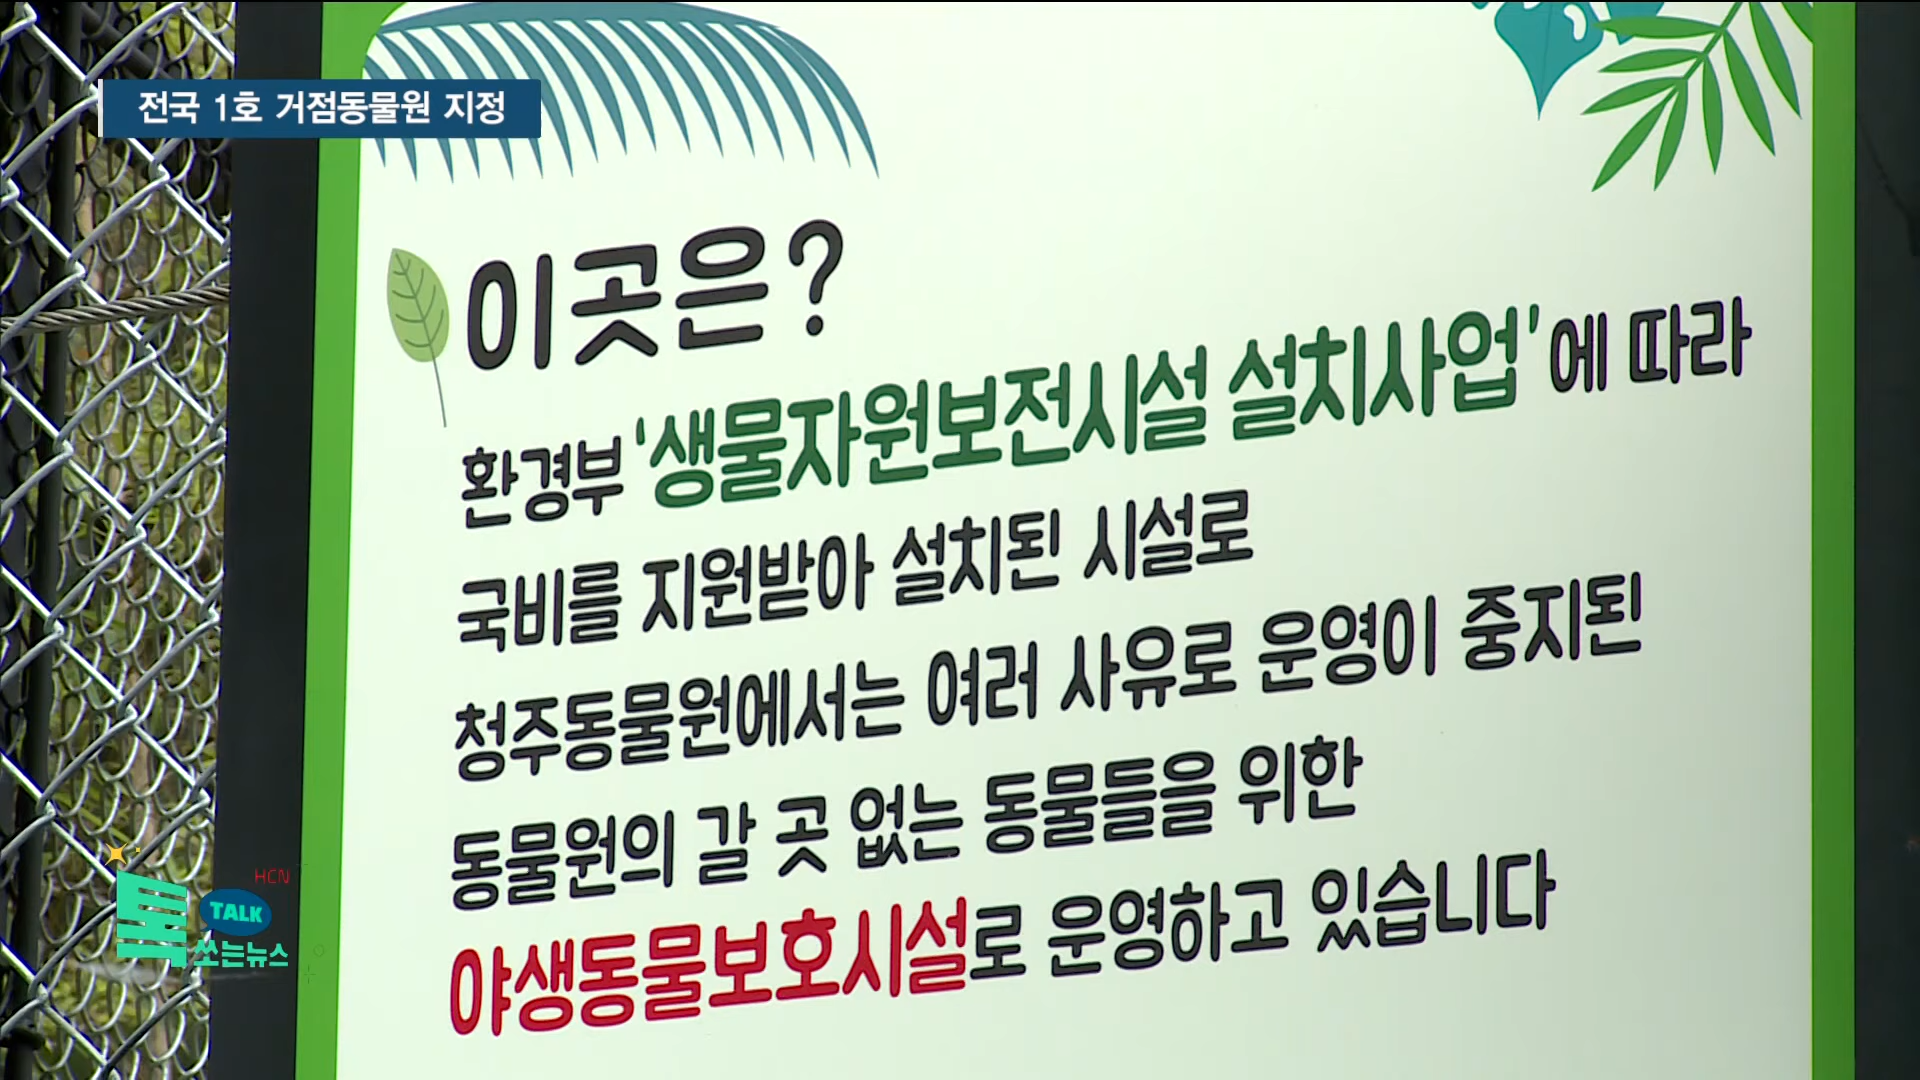 전국 1호 거점동물원 지정
이곳은?
환경부 '생물자원보전시설 설치사업'에 따라
국비를 지원받아 설치된 시설로
청주동물원에서는 여러 사유로 운영이 중지된
동물원의 갈 곳 없는 동물들을 위한
야생동물보호시설로 운영하고 있습니다
HCN
톡 TALK
쏘는뉴스